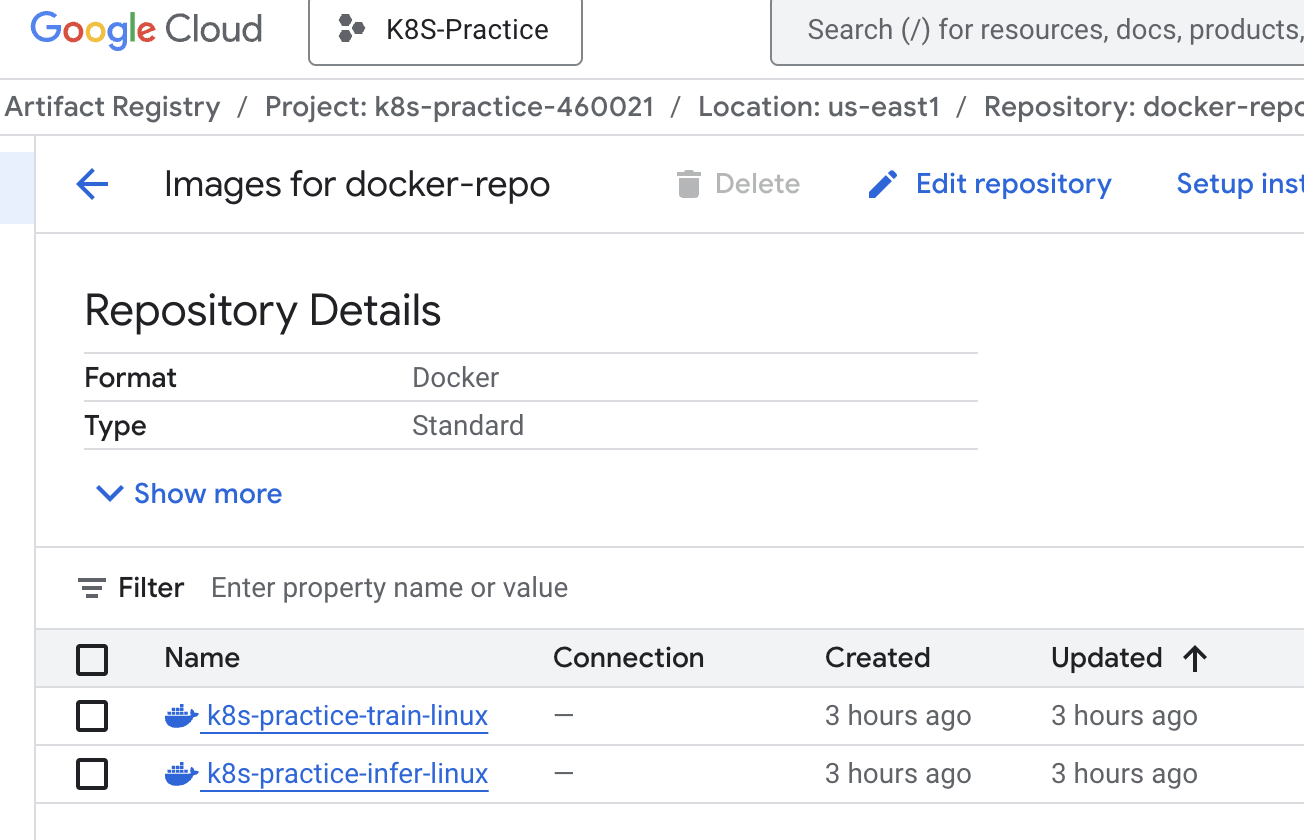 Google Cloud K8S-Practice Search (/) for resources, docs, products,
Artifact Registry / Project: k8s-practice-460021 / Location: us-east1 / Repository: docker-repo
Images for docker-repo Delete Edit repository Setup inst
Repository Details
Format Docker
Type Standard
Show more
Filter Enter property name or value
Name Connection Created Updated
k8s-practice-train-linux — 3 hours ago 3 hours ago
k8s-practice-infer-linux — 3 hours ago 3 hours ago